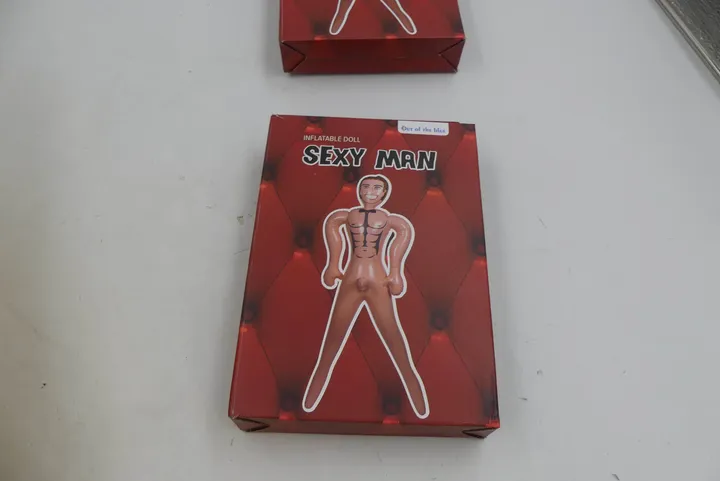 Out of the blue
INFLATABLE DOLL
SEXY MAN